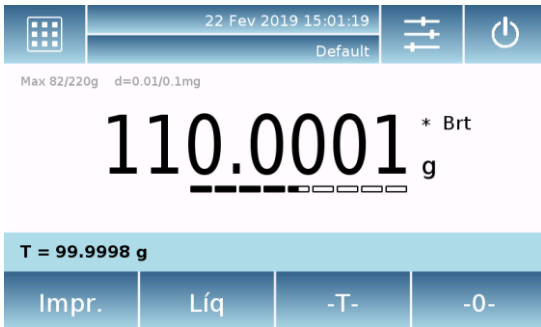 22 Fev 2019 15:01:19
Default
Max 82/220g d=0.01/0.1mg
110.0001 * Brt
g
T = 99.9998 g
Impr. Líq -T- -0-